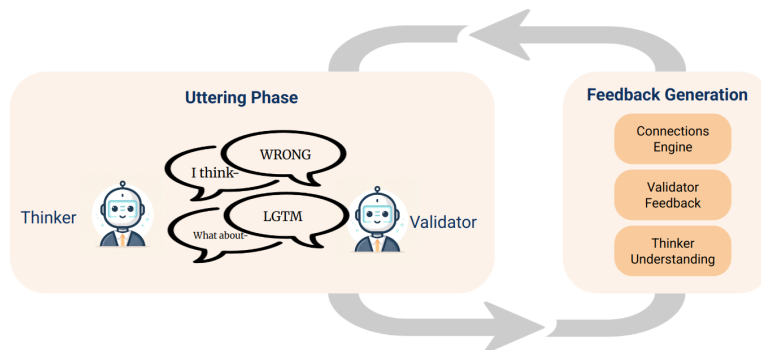 Uttering Phase
WRONG
I think-
LGTM
What about-
Thinker
Validator
Feedback Generation
Connections
Engine
Validator
Feedback
Thinker
Understanding